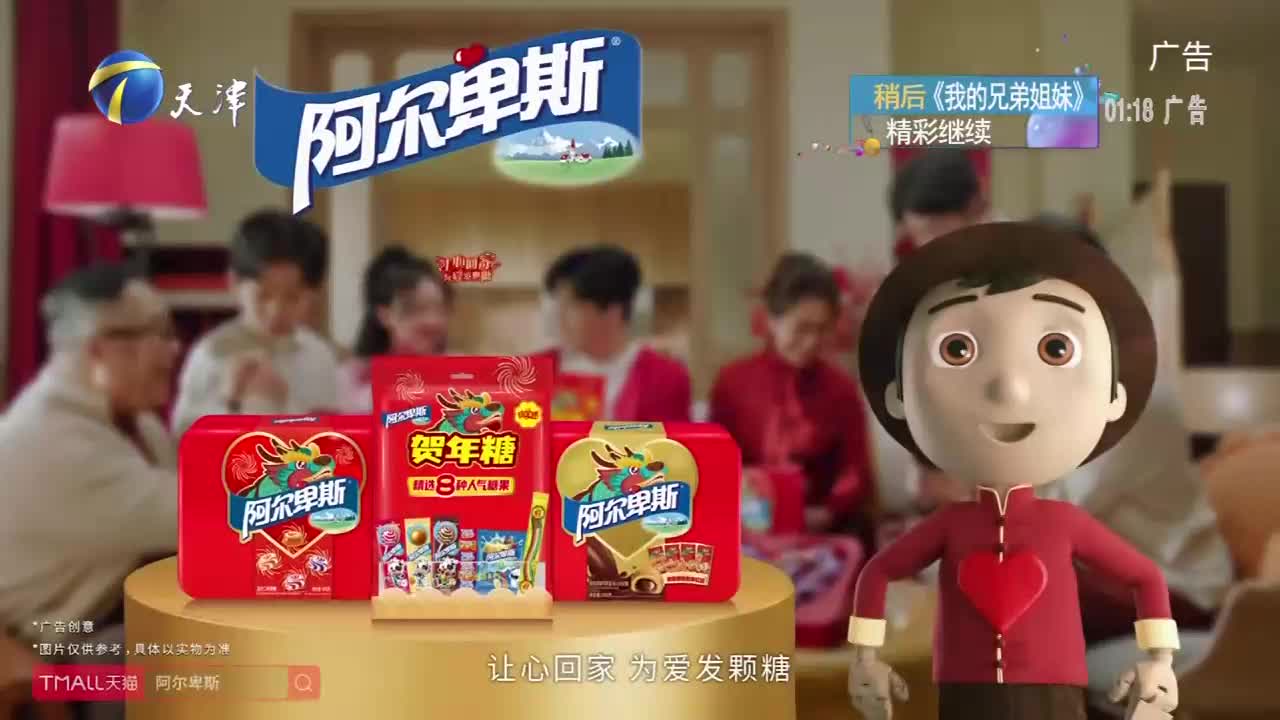 天津
阿尔卑斯
广告
稍后《我的兄弟姐妹》
精彩继续
01:18 广告
阿尔卑斯
贺年糖
精选8种人气糖果
阿尔卑斯
阿尔卑斯
阿尔卑斯
让心回家 为爱发颗糖
*广告创意
*图片仅供参考，具体以实物为准
TMALL天猫 阿尔卑斯